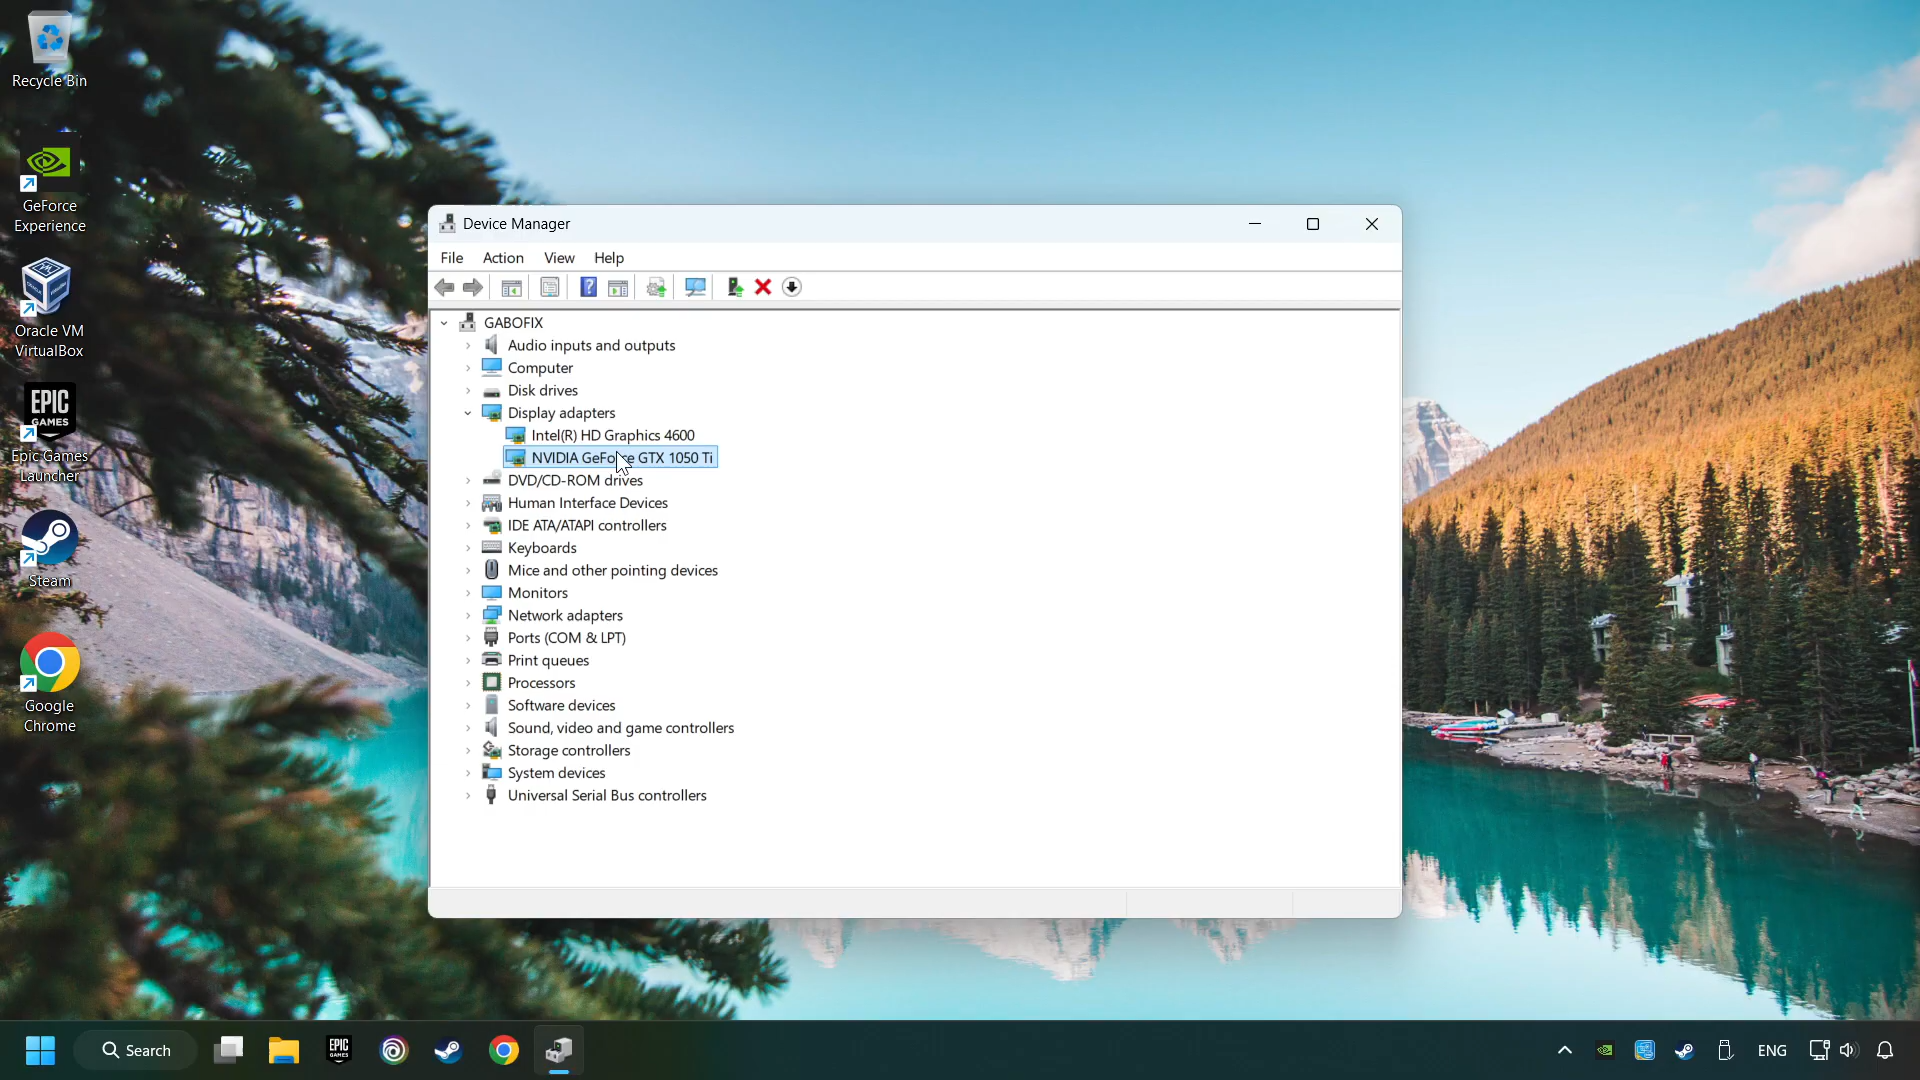 Recycle Bin
GeForce
Experience
Oracle VM
VirtualBox
EPIC
GAMES
Epic Games
Launcher
Steam
Google
Chrome
Device Manager
File Action View Help
GABOFIX
Audio inputs and outputs
Computer
Disk drives
Display adapters
Intel(R) HD Graphics 4600
NVIDIA GeForce GTX 1050 Ti
DVD/CD-ROM drives
Human Interface Devices
IDE ATA/ATAPI controllers
Keyboards
Mice and other pointing devices
Monitors
Network adapters
Ports (COM & LPT)
Print queues
Processors
Software devices
Sound, video and game controllers
Storage controllers
System devices
Universal Serial Bus controllers
Search
EPIC
GAMES
ENG